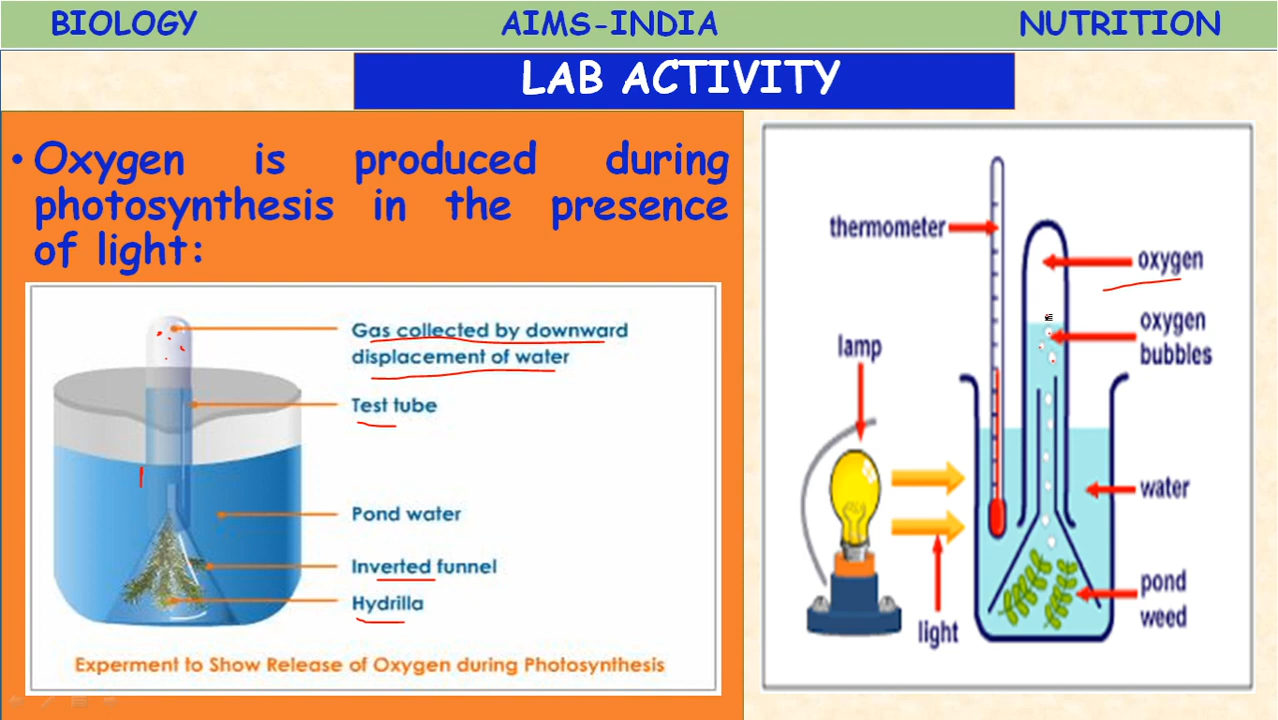 BIOLOGY AIMS-INDIA NUTRITION
LAB ACTIVITY
• Oxygen is produced during
photosynthesis in the presence
of light:
Gas collected by downward
displacement of water
Test tube
Pond water
Inverted funnel
Hydrilla
Experment to Show Release of Oxygen during Photosynthesis
thermometer
oxygen
oxygen
bubbles
lamp
water
pond
weed
light